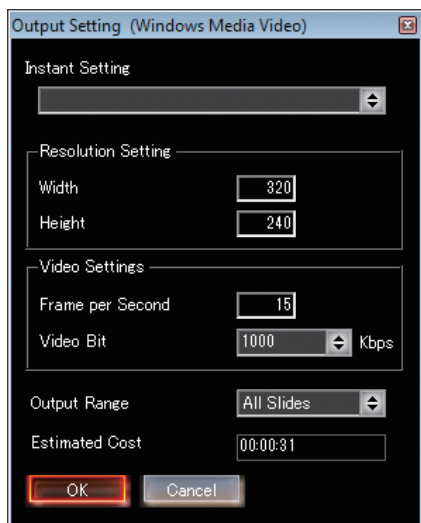 Output Setting (Windows Media Video)
Instant Setting
Resolution Setting
Width 320
Height 240
Video Settings
Frame per Second 15
Video Bit 1000 Kbps
Output Range All Slides
Estimated Cost 00:00:31
OK Cancel